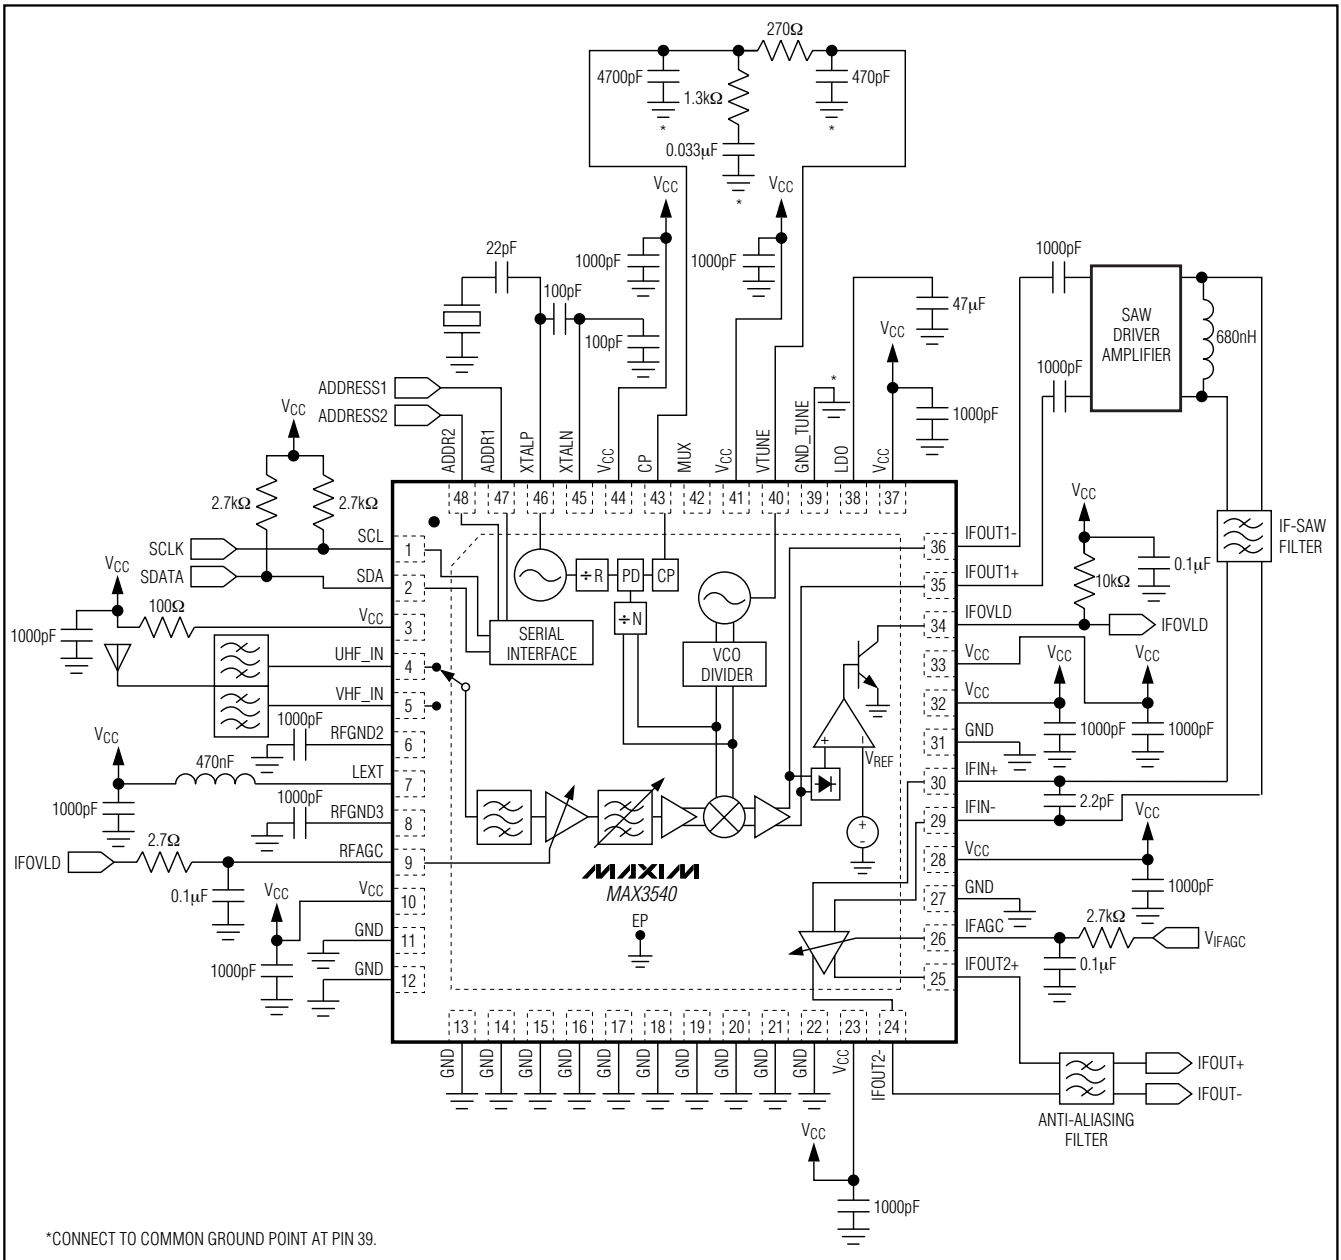 270Ω
4700pF
470pF
1.3kΩ
*
*
0.033μF
*
VCC
VCC
22pF
1000pF
1000pF
1000pF
100pF
47μF
100pF
VCC
SAW
DRIVER
AMPLIFIER
680nH
1000pF
*
1000pF
ADDRESS1
ADDRESS2
VCC
ADDR2
ADDR1
XTALP
XTALN
VCC
CP
MUX
VCC
VTUNE
GND_TUNE
LDO
VCC
48
47
46
45
44
43
42
41
40
39
38
37
2.7kΩ
2.7kΩ
SCLK
SCL
1
SDATA
SDA
2
VCC
100Ω
VCC
3
1000pF
UHF_IN
4
VHF_IN
5
1000pF
RFGND2
6
VCC
470nF
LEXT
7
1000pF
1000pF
RFGND3
8
2.7Ω
IFOVLD
RFAGC
9
0.1μF
VCC
VCC
10
GND
11
1000pF
GND
12
÷R
PD
CP
÷N
SERIAL
INTERFACE
VCO
DIVIDER
+
−
VREF
+
-
MAXIM
MAX3540
EP
36
IFOUT1-
35
IFOUT1+
34
IFOVLD
33
VCC
32
VCC
31
GND
30
IFIN+
29
IFIN-
28
VCC
27
GND
26
IFAGC
25
IFOUT2+
VCC
10kΩ
0.1μF
IFOVLD
IF-SAW
FILTER
VCC
VCC
1000pF
1000pF
2.2pF
VCC
1000pF
2.7kΩ
VIFAGC
0.1μF
13
14
15
16
17
18
19
20
21
22
23
24
GND
GND
GND
GND
GND
GND
GND
GND
GND
GND
VCC
IFOUT2-
IFOUT+
IFOUT-
ANTI-ALIASING
FILTER
VCC
1000pF
*CONNECT TO COMMON GROUND POINT AT PIN 39.